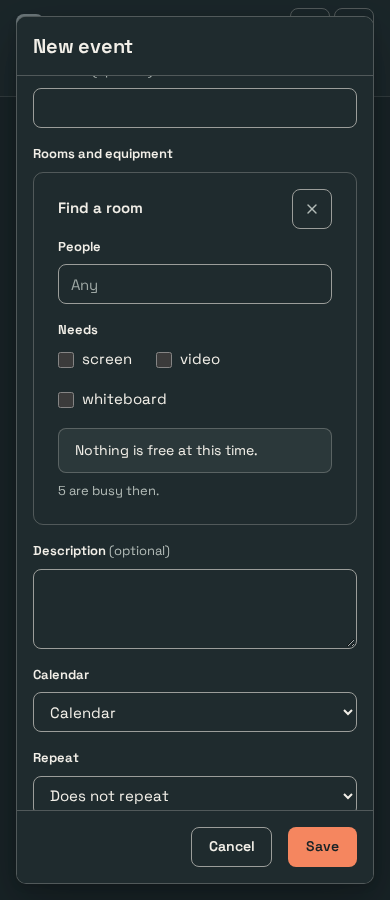 New event
Rooms and equipment
Find a room
People
Any
Needs
screen video
whiteboard
Nothing is free at this time.
5 are busy then.
Description (optional)
Calendar
Calendar
Repeat
Does not repeat
Cancel Save